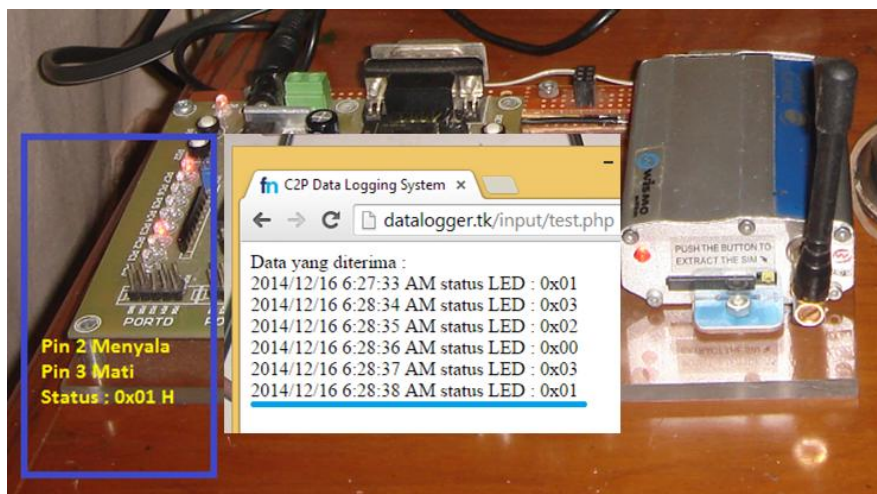 C2P Data Logging System
datalogger.tk/input/test.php
Data yang diterima :
2014/12/16 6:27:33 AM status LED : 0x01
2014/12/16 6:28:34 AM status LED : 0x03
2014/12/16 6:28:35 AM status LED : 0x02
2014/12/16 6:28:36 AM status LED : 0x00
2014/12/16 6:28:37 AM status LED : 0x03
2014/12/16 6:28:38 AM status LED : 0x01
PORTD
Pin 2 Menyala
Pin 3 Mati
Status : 0x01 H
WISMO
PUSH THE BUTTON TO
EXTRACT THE SIM